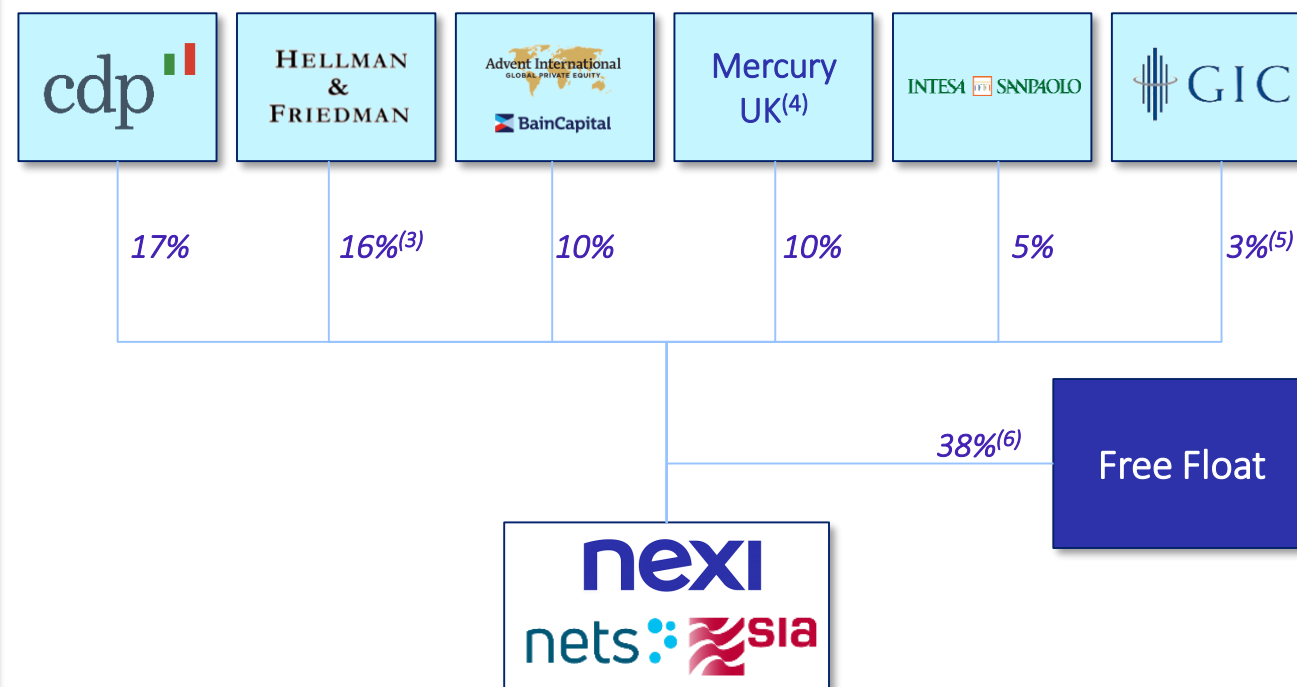 cdp
HELLMAN
&
FRIEDMAN
Advent International
GLOBAL PRIVATE EQUITY
BainCapital
Mercury
UK(4)
INTESA SANPAOLO
GIC
17%
16%(3)
10%
10%
5%
3%(5)
38%(6)
Free Float
nexi
nets sia